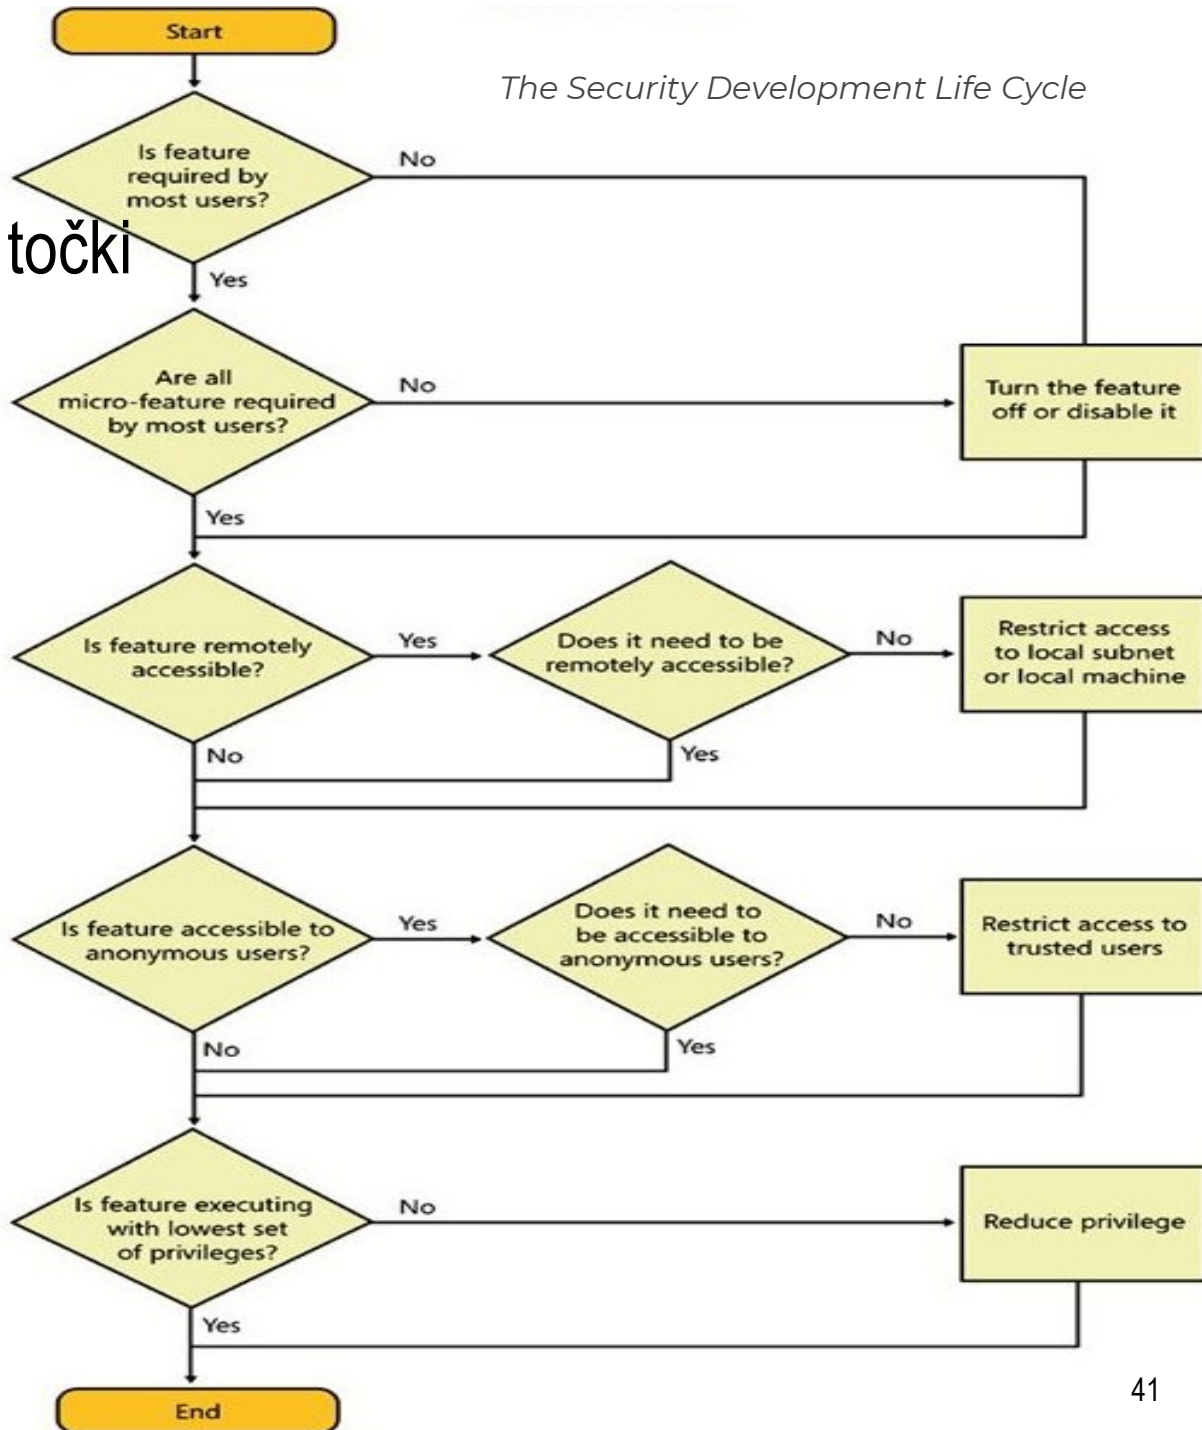 Start
The Security Development Life Cycle
Is feature
required by
most users?
No
točki
Yes
Are all
micro-feature required
by most users?
No
Turn the feature
off or disable it
Yes
Is feature remotely
accessible?
Yes
Does it need to be
remotely accessible?
No
Restrict access
to local subnet
or local machine
No
Yes
Is feature accessible to
anonymous users?
Yes
Does it need to
be accessible to
anonymous users?
No
Restrict access to
trusted users
No
Yes
Is feature executing
with lowest set
of privileges?
No
Reduce privilege
Yes
End
41